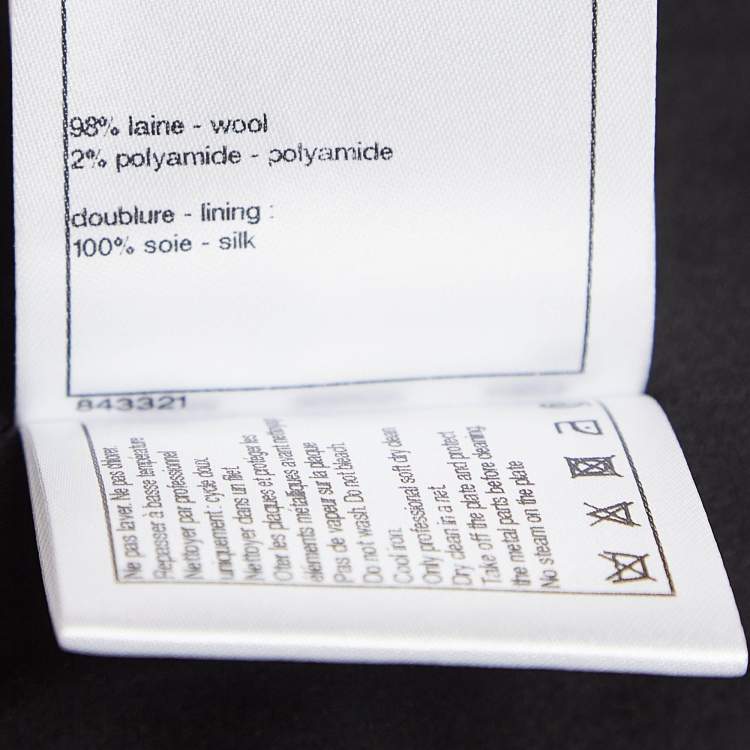 98% laine - wool
2% polyamide - polyamide
doublure - lining :
100% soie - silk
843321
Ne pas laver. Ne pas chlorer.
Repasser à basse température
Nettoyer par professionnel
uniquement : cycle doux.
Nettoyer dans un filet.
Oter les plaques et protéger les
éléments métalliques avant nettoyage
Pas de vapeur sur la plaque
Do not wash. Do not bleach.
Cool iron.
Only professional soft dry clean
Dry clean in a net.
Take off the plate and protect
the metal parts before cleaning.
No steam on the plate